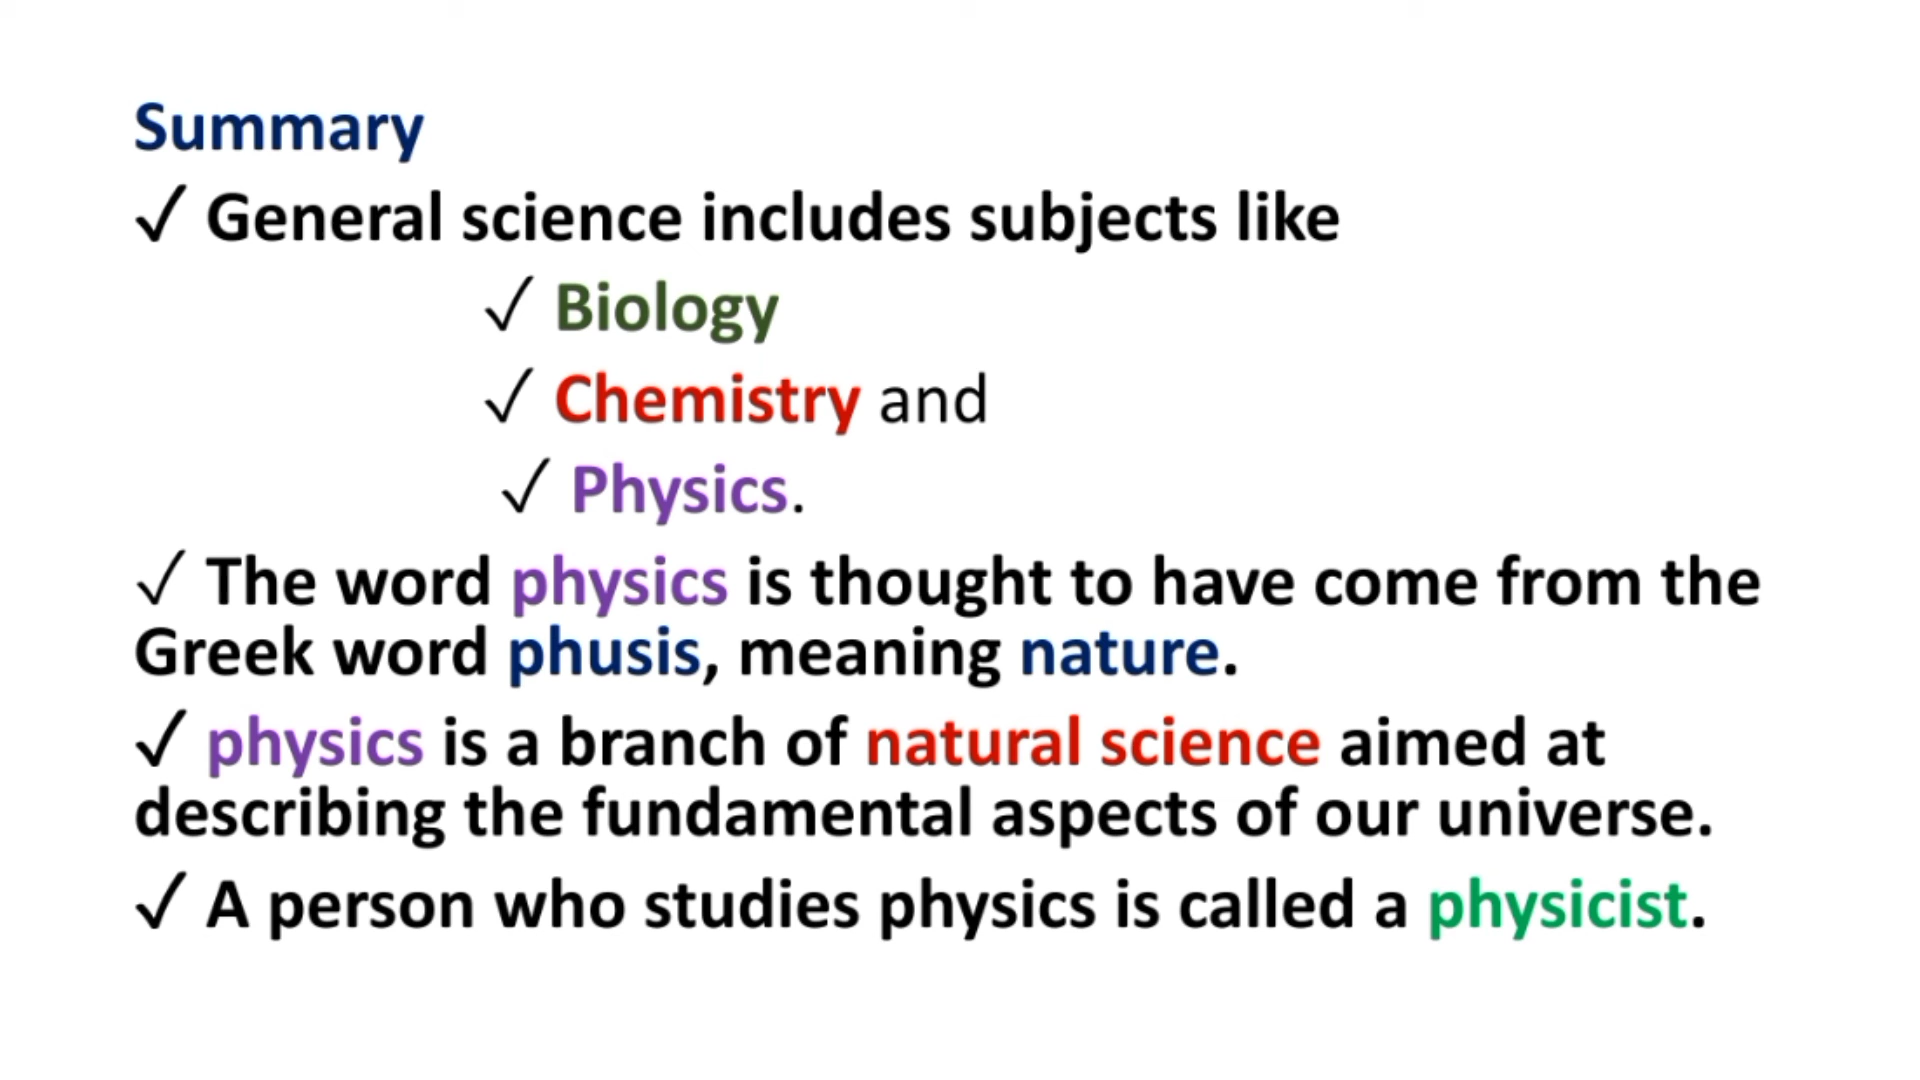 Summary
✓ General science includes subjects like
✓ Biology
✓ Chemistry and
✓ Physics.
✓ The word physics is thought to have come from the
Greek word phusis, meaning nature.
✓ physics is a branch of natural science aimed at
describing the fundamental aspects of our universe.
✓ A person who studies physics is called a physicist.